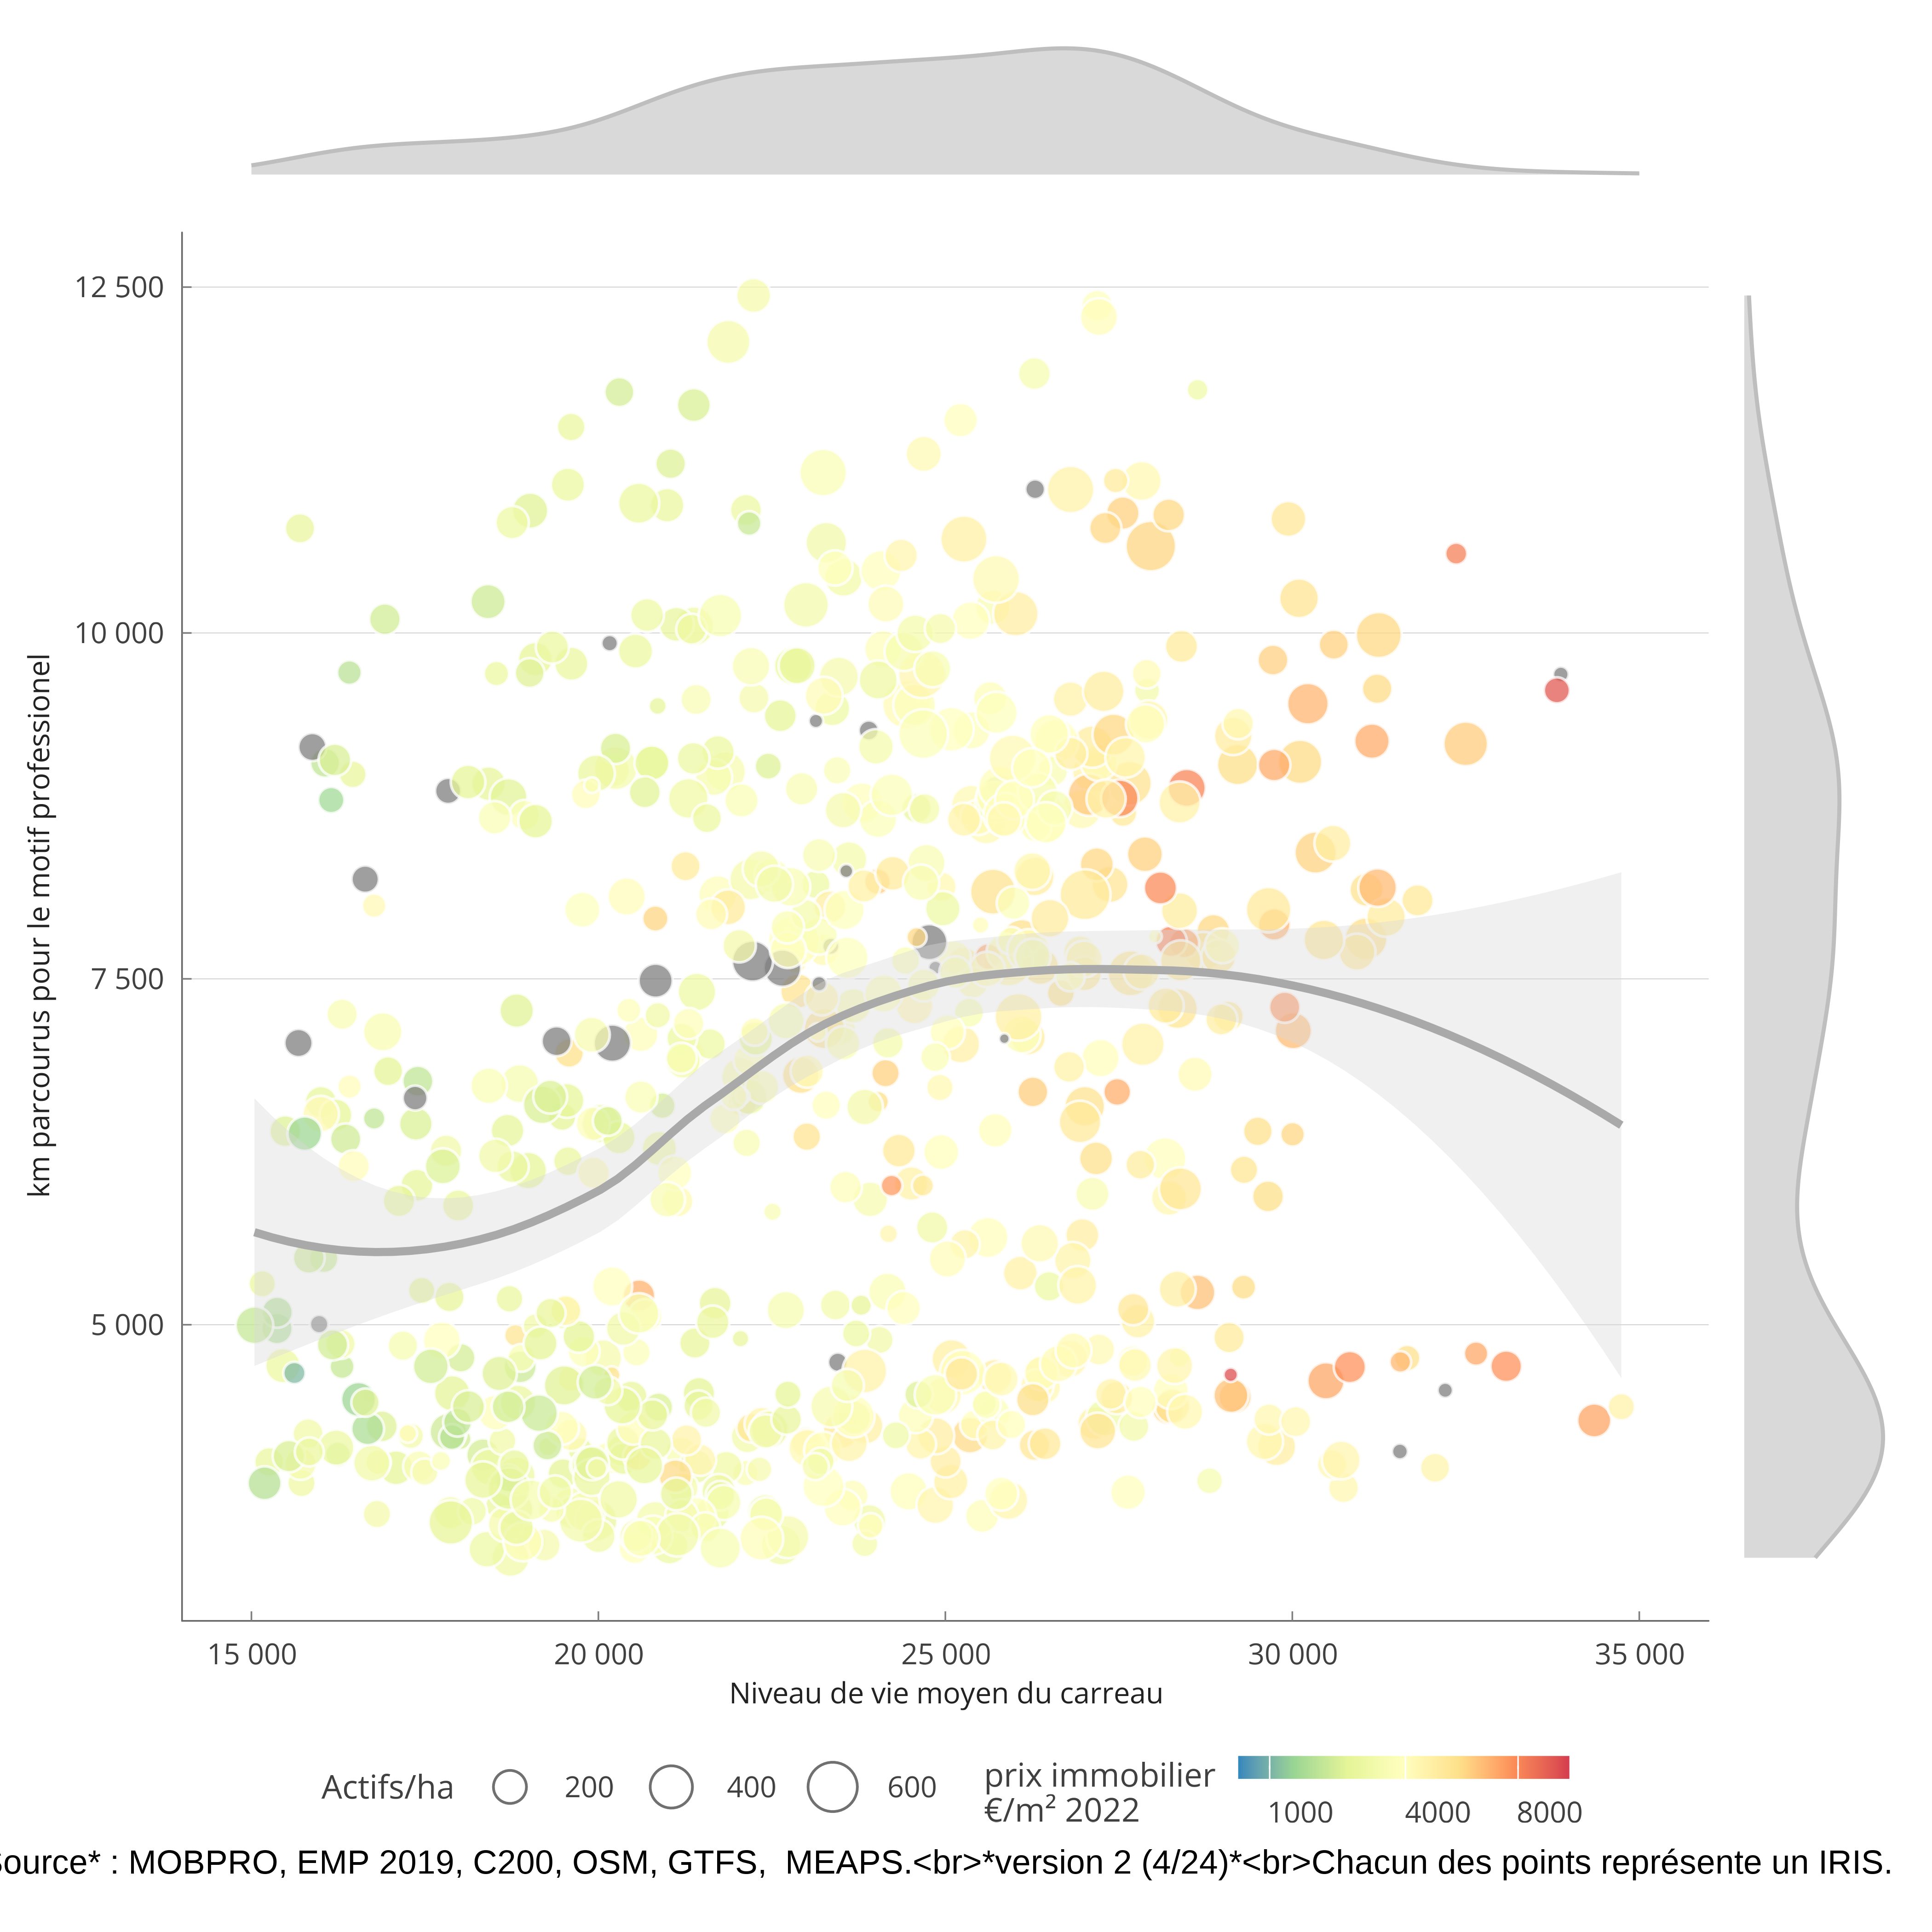 12 500
10 000
7 500
5 000
km parcourus pour le motif professionel
15 000 20 000 25 000 30 000 35 000
Niveau de vie moyen du carreau
Actifs/ha 200 400 600
prix immobilier
€/m² 2022
1000 4000 8000
ource* : MOBPRO, EMP 2019, C200, OSM, GTFS,  MEAPS.<br>*version 2 (4/24)*<br>Chacun des points représente un IRIS.